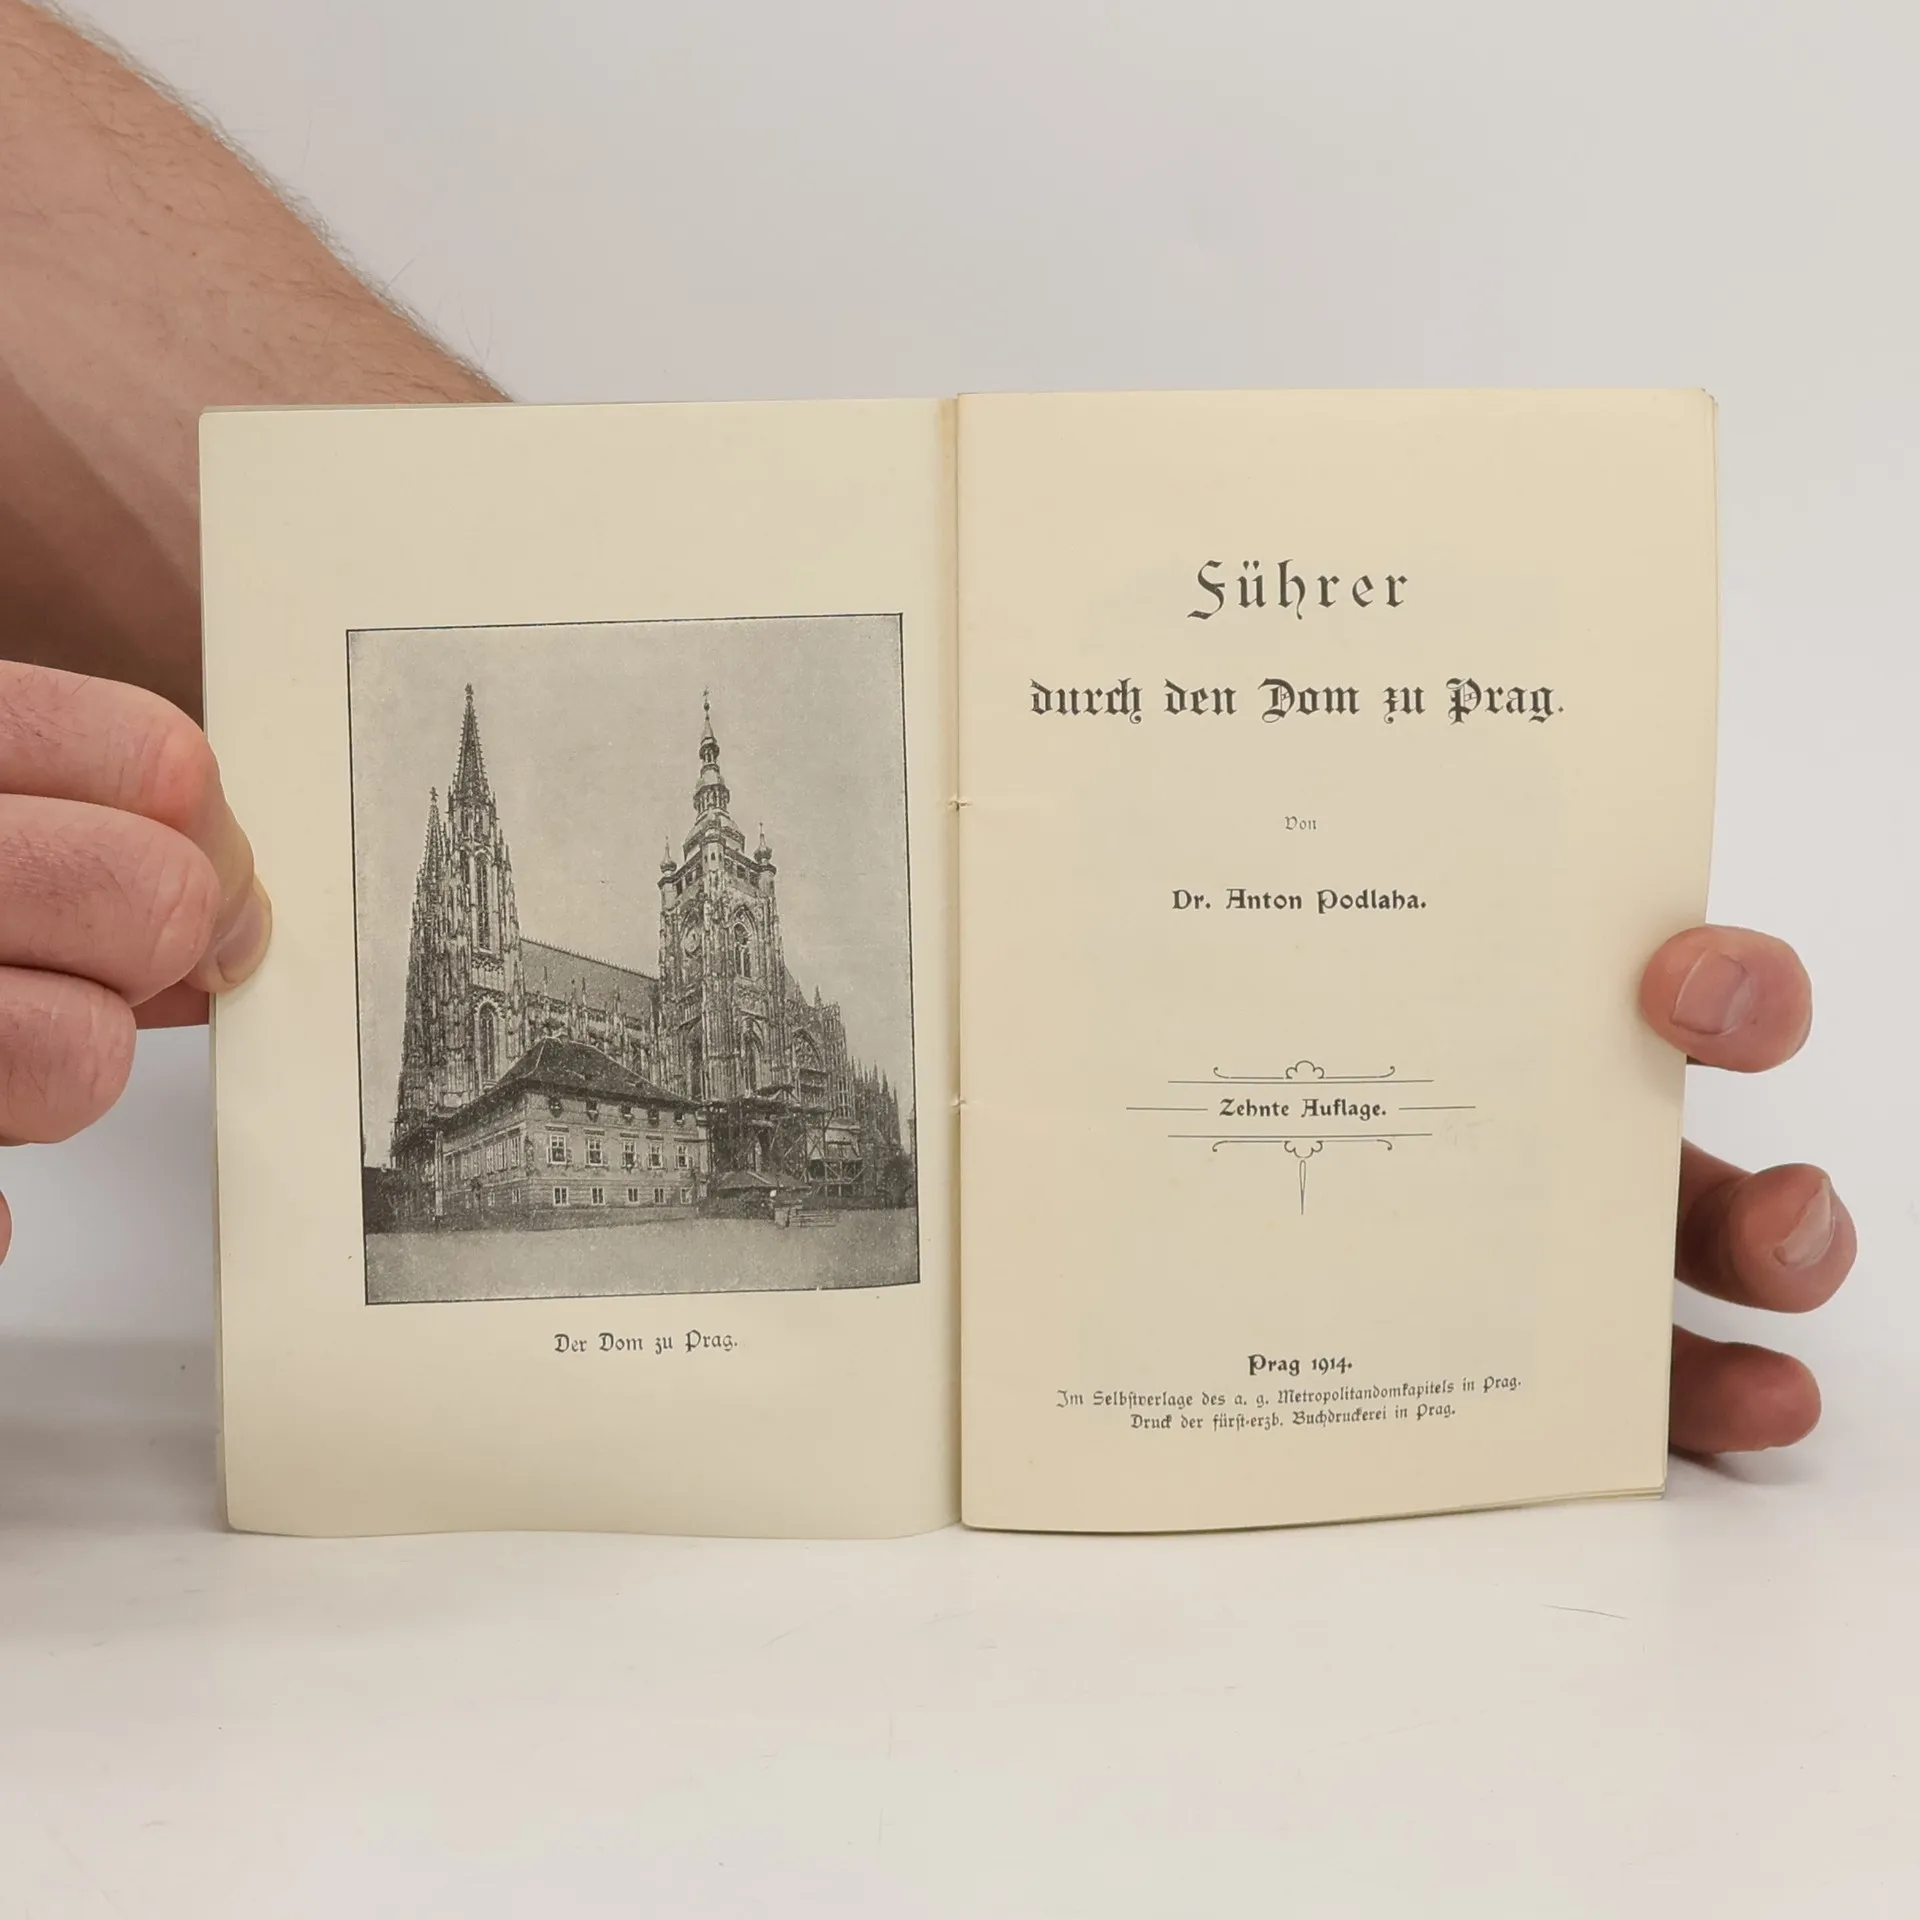 Der Dom zu Prag.
Führer
durch den Dom zu Prag.
Von
Dr. Anton Podlaha.
Zehnte Auflage.
Prag 1914.
Im Selbſtverlage des a. g. Metropolitandomkapitels in Prag.
Druck der fürſt-erzb. Buchdruckerei in Prag.